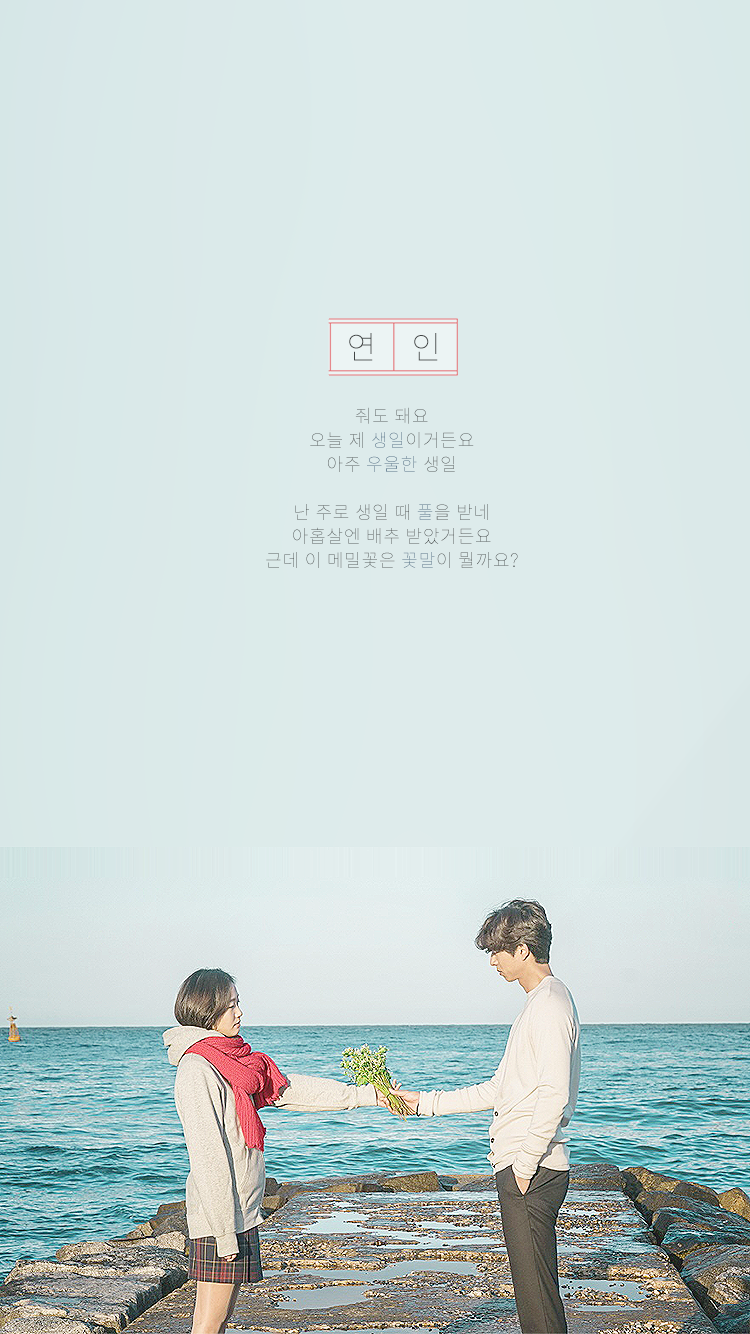 연인
줘도 돼요
오늘 제 생일이거든요
아주 우울한 생일
난 주로 생일 때 풀을 받네
아홉살엔 배추 받았거든요
근데 이 메밀꽃은 꽃말이 뭘까요?